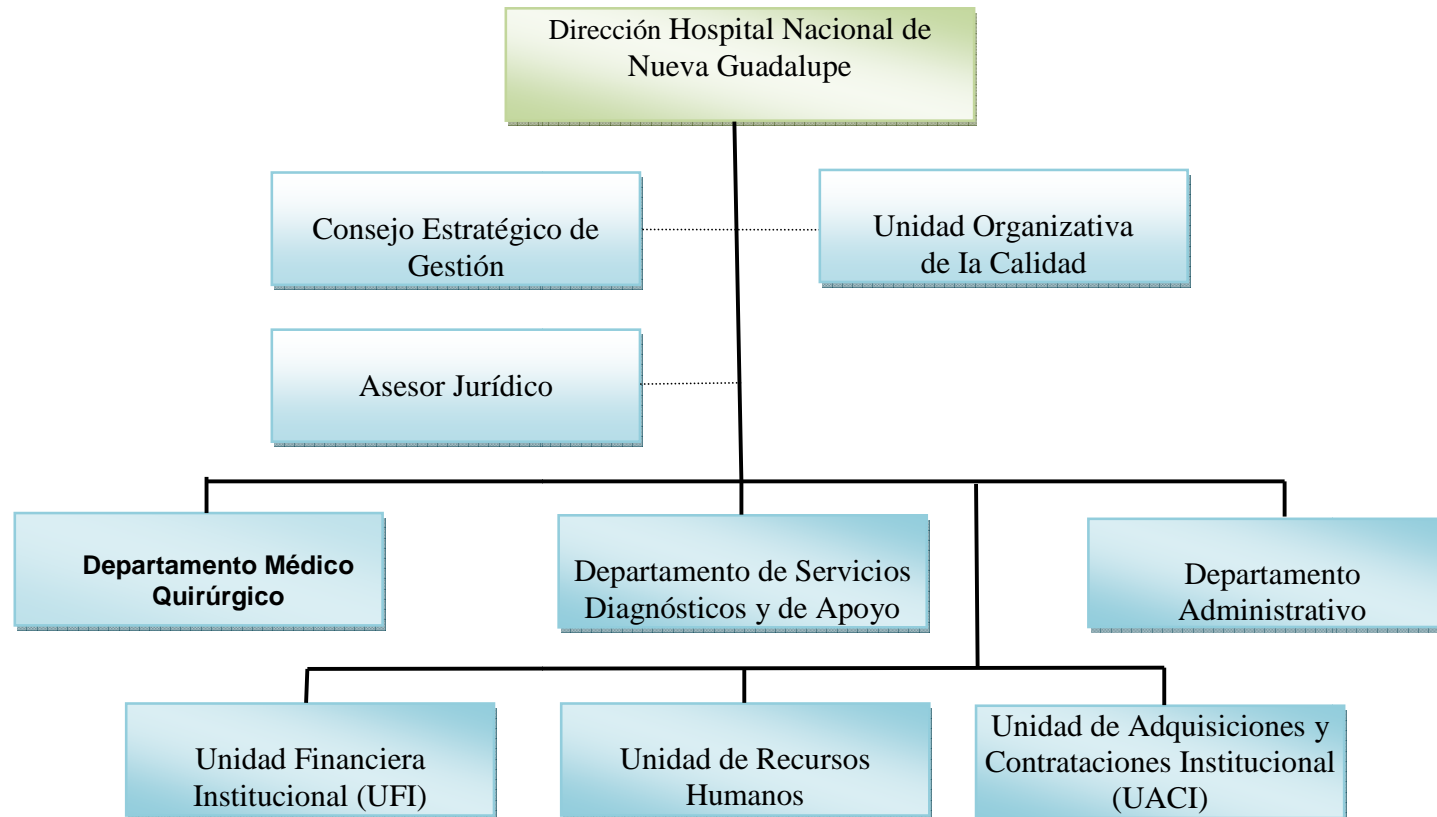 Dirección Hospital Nacional de
Nueva Guadalupe
Consejo Estratégico de
Gestión
Unidad Organizativa
de Ia Calidad
Asesor Jurídico
Departamento Médico
Quirúrgico
Departamento de Servicios
Diagnósticos y de Apoyo
Departamento
Administrativo
Unidad Financiera
Institucional (UFI)
Unidad de Recursos
Humanos
Unidad de Adquisiciones y
Contrataciones Institucional
(UACI)